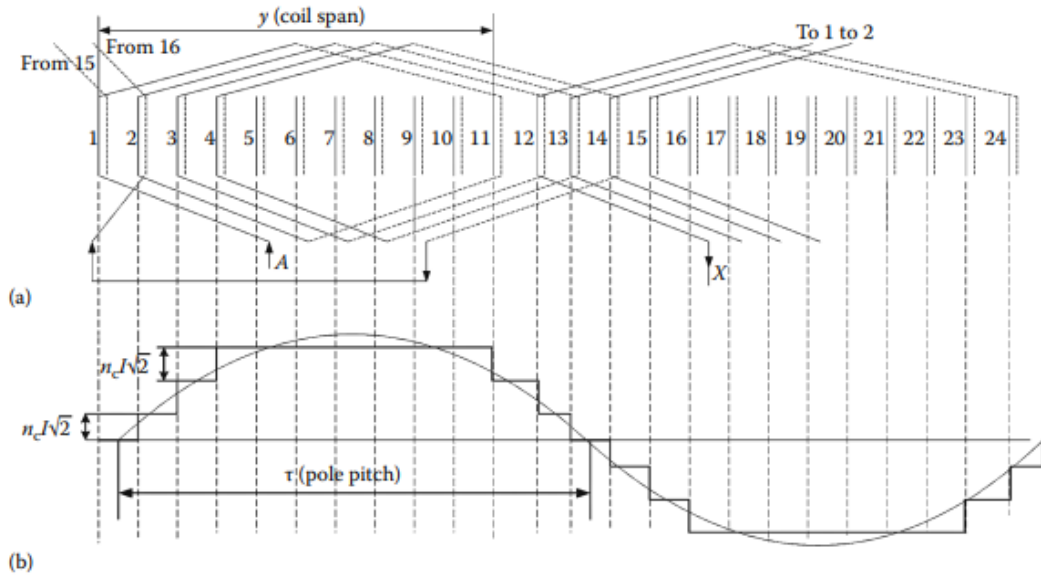 y (coil span)
From 16
From 15
To 1 to 2
1 2 3 4 5 6 7 8 9 10 11 12 13 14 15 16 17 18 19 20 21 22 23 24
A
X
(a)
n_cI√2
n_cI√2
τ (pole pitch)
(b)